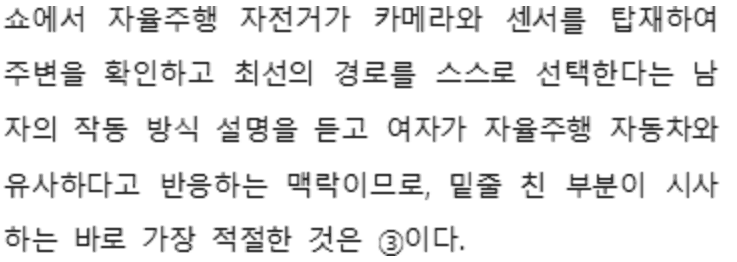 쇼에서 자율주행 자전거가 카메라와 센서를 탑재하여
주변을 확인하고 최선의 경로를 스스로 선택한다는 남
자의 작동 방식 설명을 듣고 여자가 자율주행 자동차와
유사하다고 반응하는 맥락이므로, 밑줄 친 부분이 시사
하는 바로 가장 적절한 것은 ③이다.